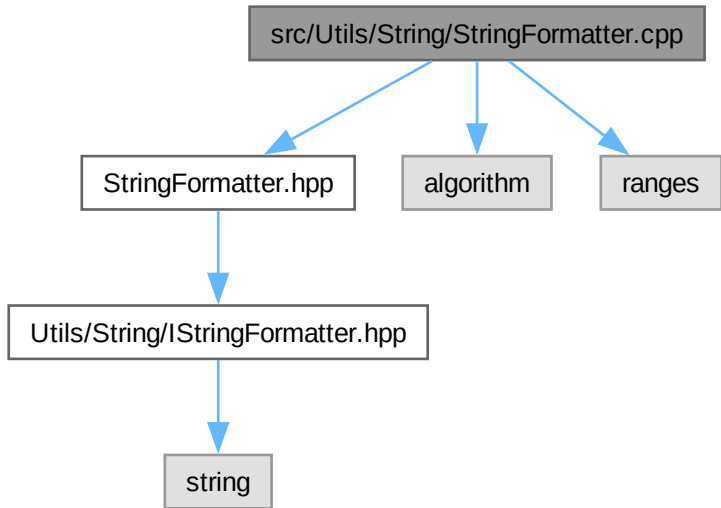 src/Utils/String/StringFormatter.cpp
StringFormatter.hpp
algorithm
ranges
Utils/String/IStringFormatter.hpp
string